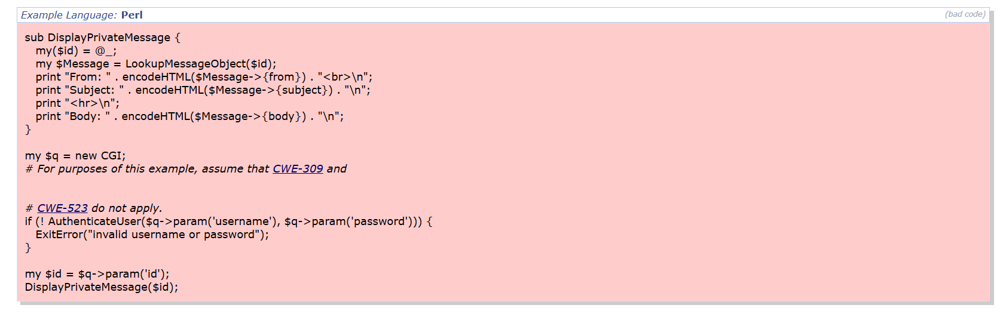 Example Language: Perl
(bad code)
sub DisplayPrivateMessage {
my($id) = @_;
my $Message = LookupMessageObject($id);
print "From: " . encodeHTML($Message->{from}) . "<br>\n";
print "Subject: " . encodeHTML($Message->{subject}) . "\n";
print "<hr>\n";
print "Body: " . encodeHTML($Message->{body}) . "\n";
}
my $q = new CGI;
# For purposes of this example, assume that CWE-309 and
# CWE-523 do not apply.
if (! AuthenticateUser($q->param('username'), $q->param('password'))) {
ExitError("invalid username or password");
}
my $id = $q->param('id');
DisplayPrivateMessage($id);